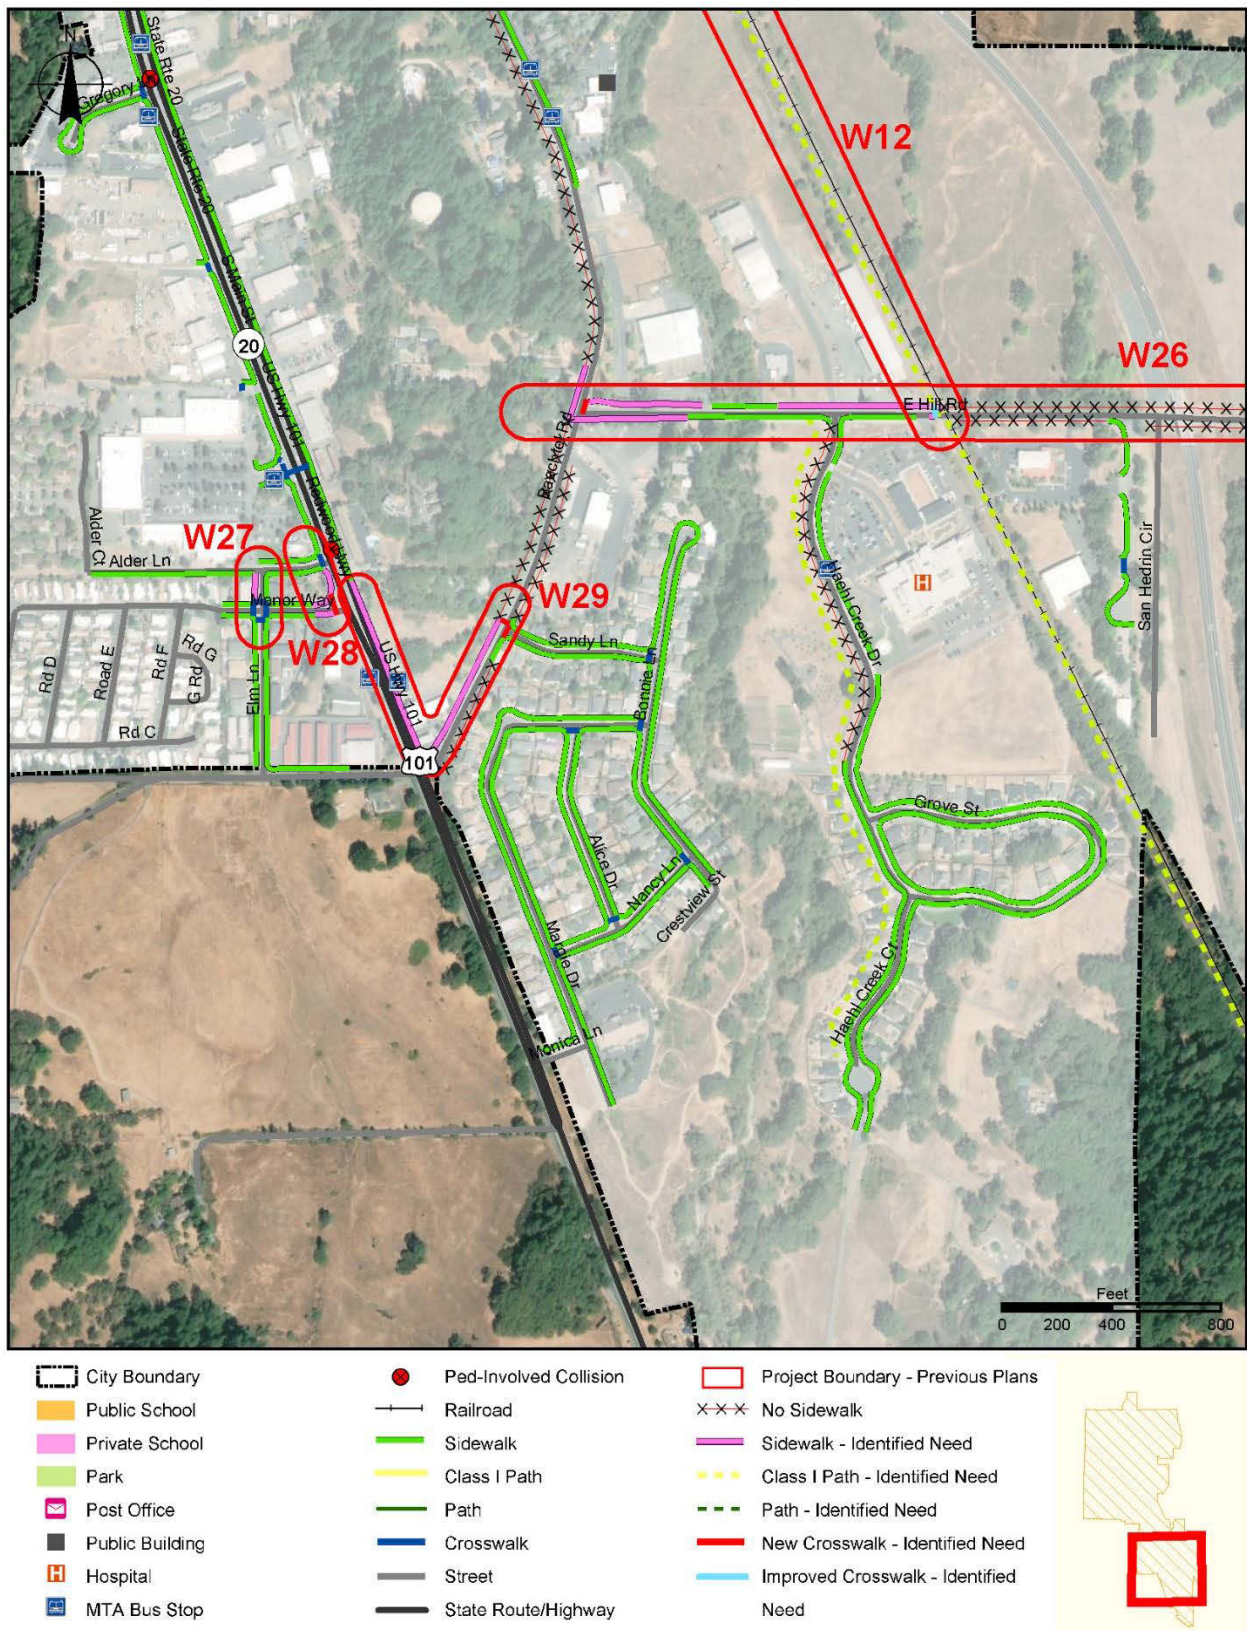 N
State Rte 20
Gregory
State Rte 20
S Main St
20
US Hwy 101
Redwood Hwy
W12
W26
E Hill Rd
Baechtel Rd
Alder Ct
Alder Ln
W27
Manor Way
W28
W29
US Hwy 101
101
Sandy Ln
Bonnie Ln
Haehl Creek Dr
H
San Hedrin Cir
Rd D
Road E
Rd F
Rd G
G Rd
Rd C
Elm Ln
Grove St
Alice Dr
Nancy Ln
Crestview St
Margie Dr
Monica Ln
Haehl Creek Ct
Feet
0 200 400 800
City Boundary
Public School
Private School
Park
Post Office
Public Building
H Hospital
MTA Bus Stop
Ped-Involved Collision
Railroad
Sidewalk
Class I Path
Path
Crosswalk
Street
State Route/Highway
Project Boundary - Previous Plans
No Sidewalk
Sidewalk - Identified Need
Class I Path - Identified Need
Path - Identified Need
New Crosswalk - Identified Need
Improved Crosswalk - Identified
Need